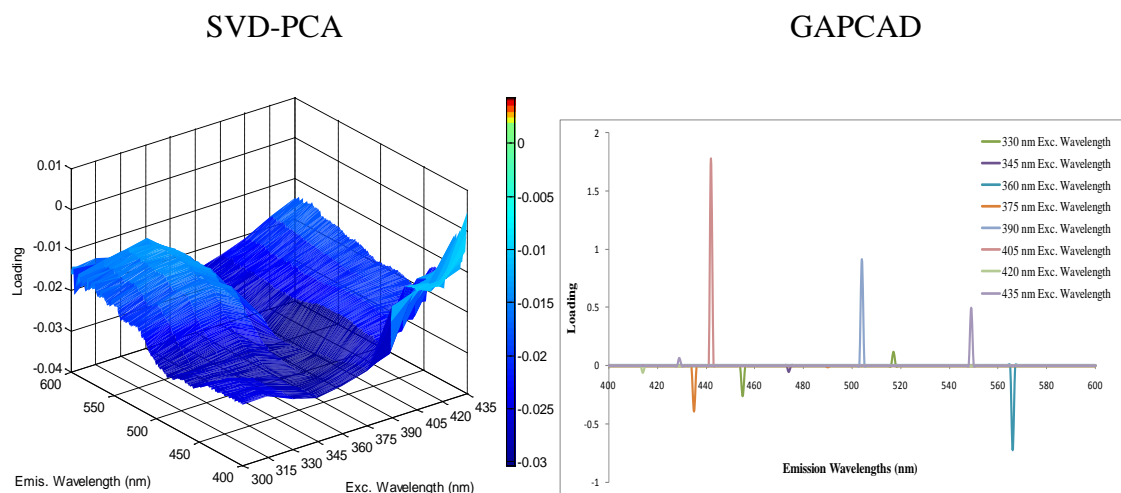 SVD-PCA
GAPCAD
0.01
0
-0.01
-0.02
-0.03
-0.04
Loading
600
550
500
450
400
Emis. Wavelength (nm)
300
315
330
345
360
375
390
405
420
435
Exc. Wavelength (nm)
0
-0.005
-0.01
-0.015
-0.02
-0.025
-0.03
2
1.5
1
0.5
0
-0.5
-1
Loading
400 420 440 460 480 500 520 540 560 580 600
Emission Wavelengths (nm)
330 nm Exc. Wavelength
345 nm Exc. Wavelength
360 nm Exc. Wavelength
375 nm Exc. Wavelength
390 nm Exc. Wavelength
405 nm Exc. Wavelength
420 nm Exc. Wavelength
435 nm Exc. Wavelength